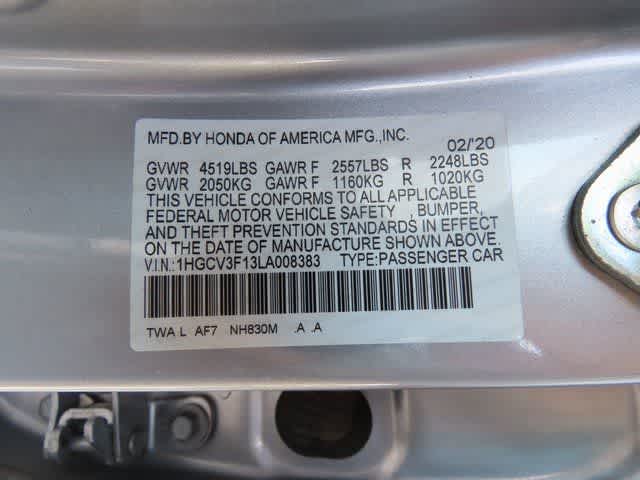 MFD.BY HONDA OF AMERICA MFG.,INC.
02/'20
GVWR 4519LBS GAWR F 2557LBS R 2248LBS
GVWR 2050KG GAWR F 1160KG R 1020KG
THIS VEHICLE CONFORMS TO ALL APPLICABLE
FEDERAL MOTOR VEHICLE SAFETY , BUMPER,
AND THEFT PREVENTION STANDARDS IN EFFECT
ON THE DATE OF MANUFACTURE SHOWN ABOVE.
V.I.N.:1HGCV3F13LA008383 TYPE:PASSENGER CAR
TWA L AF7 NH830M .A .A